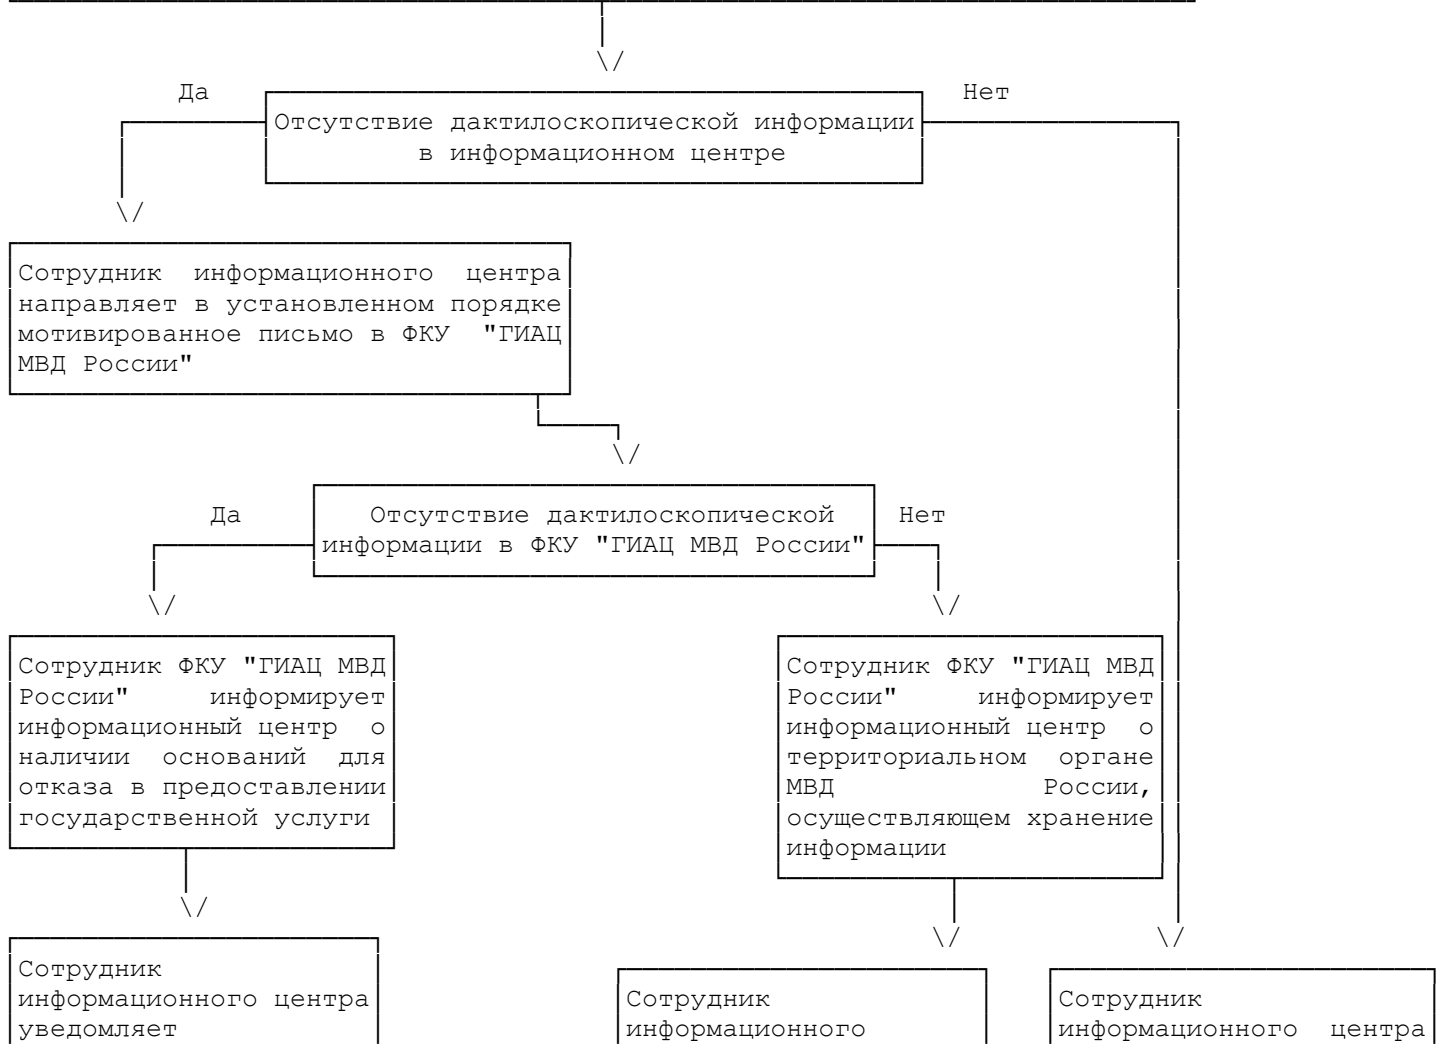 Да
Нет
Отсутствие дактилоскопической информации
в информационном центре
Сотрудник информационного центра
направляет в установленном порядке
мотивированное письмо в ФКУ "ГИАЦ
МВД России"
Да
Отсутствие дактилоскопической
информации в ФКУ "ГИАЦ МВД России"
Нет
Сотрудник ФКУ "ГИАЦ МВД
России" информирует
информационный центр о
наличии оснований для
отказа в предоставлении
государственной услуги
Сотрудник ФКУ "ГИАЦ МВД
России" информирует
информационный центр о
территориальном органе
МВД России,
осуществляющем хранение
информации
Сотрудник
информационного центра
уведомляет
Сотрудник
информационного
Сотрудник
информационного центра